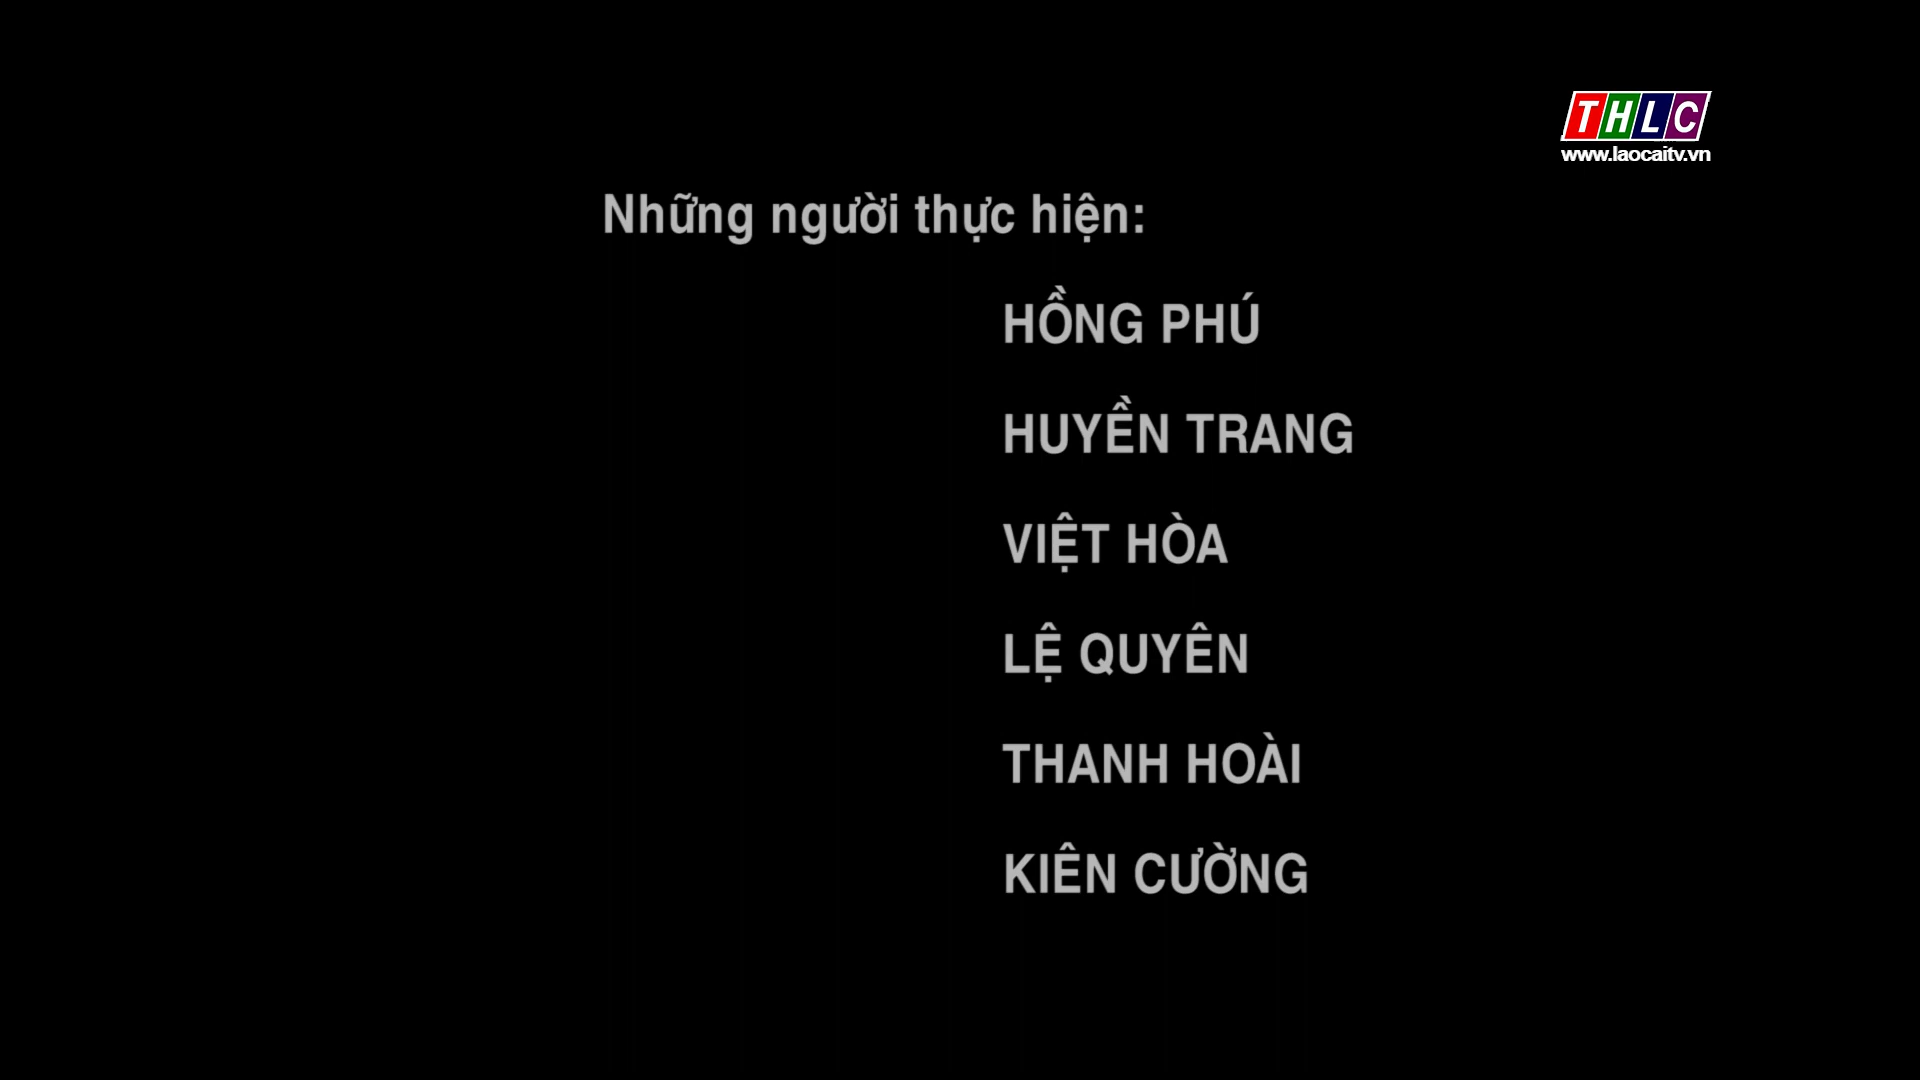 THLC
www.laocaitv.vn
Những người thực hiện:
HỒNG PHÚ
HUYỀN TRANG
VIỆT HÒA
LỆ QUYÊN
THANH HOÀI
KIÊN CƯỜNG